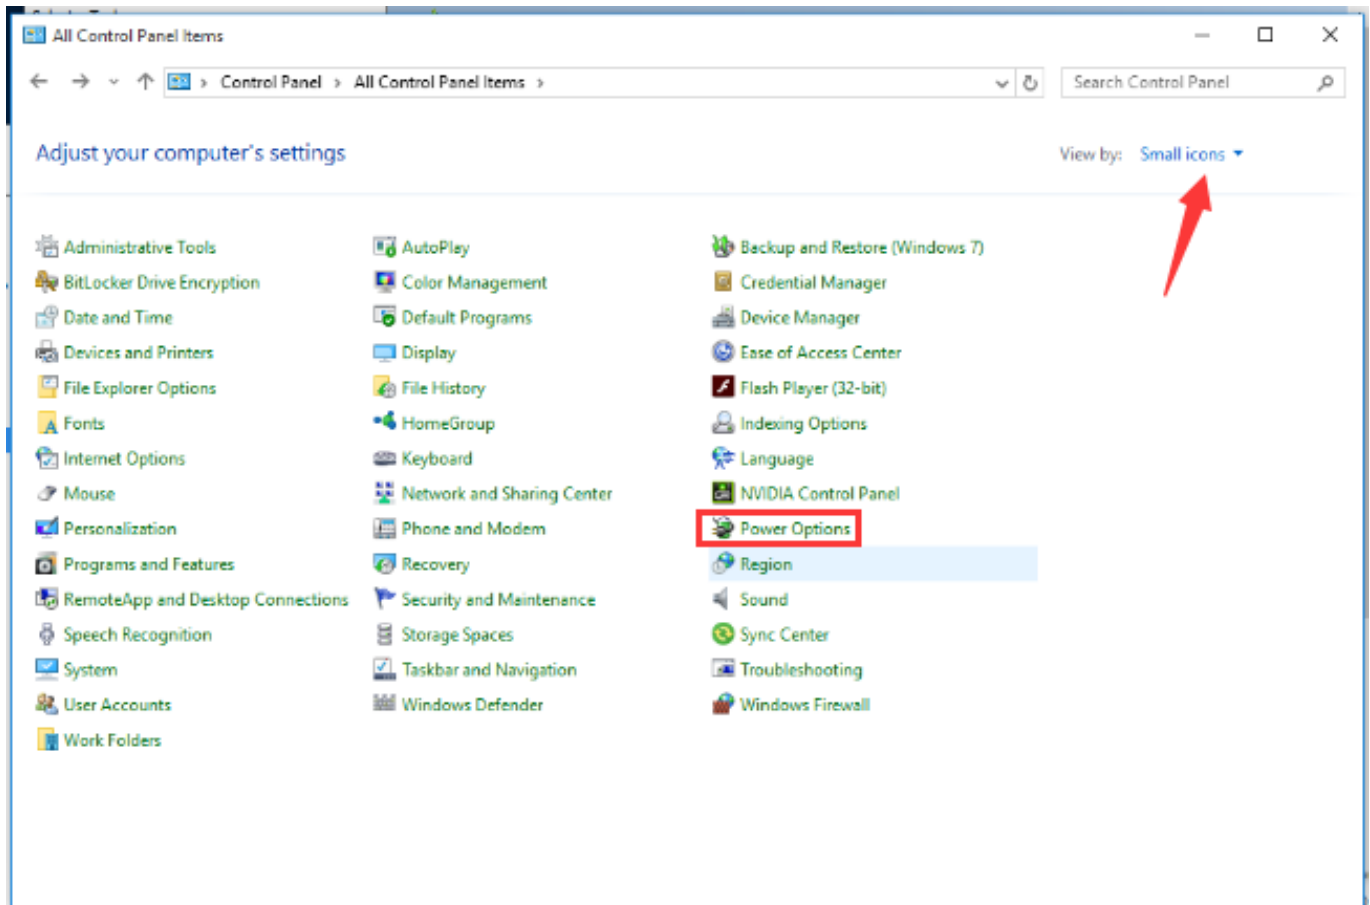 All Control Panel Items
Control Panel > All Control Panel Items >
Search Control Panel
Adjust your computer's settings
View by: Small icons
Administrative Tools
AutoPlay
Backup and Restore (Windows 7)
BitLocker Drive Encryption
Color Management
Credential Manager
Date and Time
Default Programs
Device Manager
Devices and Printers
Display
Ease of Access Center
File Explorer Options
File History
Flash Player (32-bit)
Fonts
HomeGroup
Indexing Options
Internet Options
Keyboard
Language
Mouse
Network and Sharing Center
NVIDIA Control Panel
Personalization
Phone and Modem
Power Options
Programs and Features
Recovery
Region
RemoteApp and Desktop Connections
Security and Maintenance
Sound
Speech Recognition
Storage Spaces
Sync Center
System
Taskbar and Navigation
Troubleshooting
User Accounts
Windows Defender
Windows Firewall
Work Folders